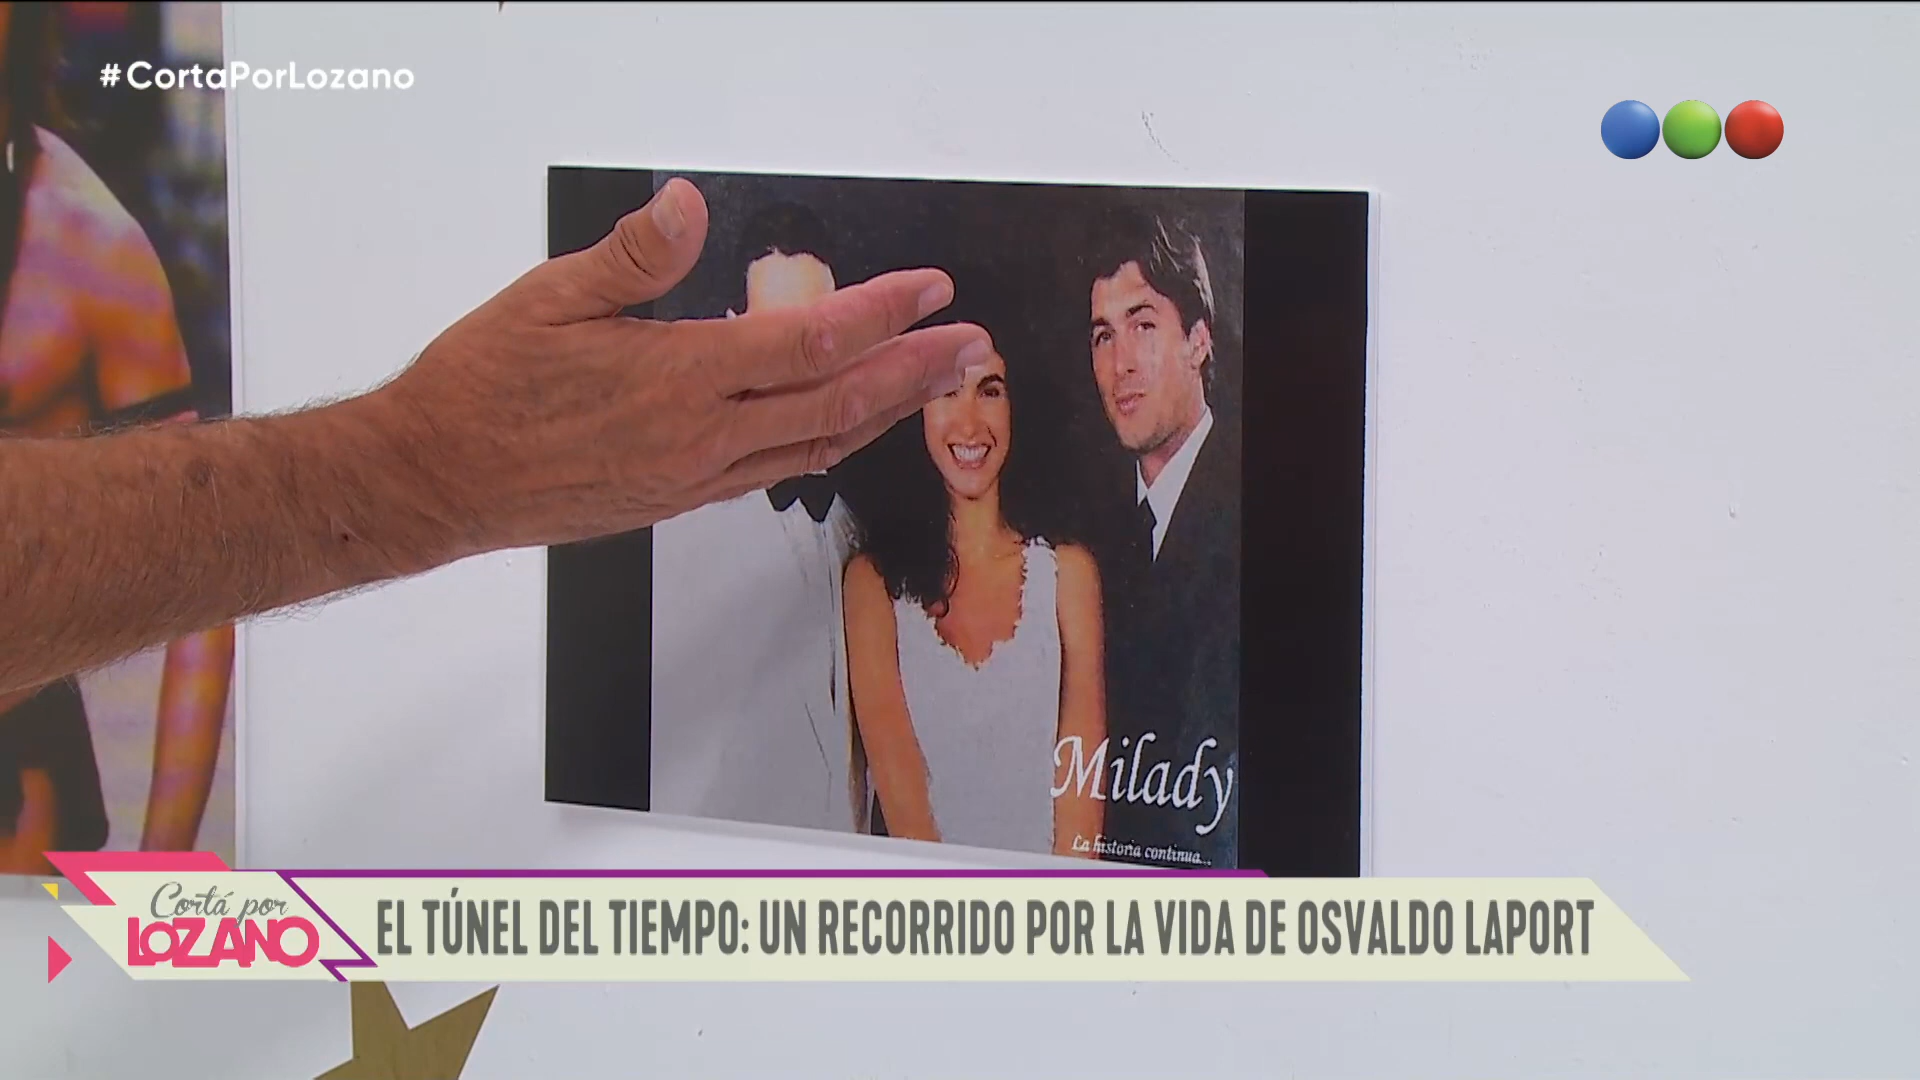 #CortaPorLozano
Milady
La historia continua...
Cortá por
LOZANO
EL TÚNEL DEL TIEMPO: UN RECORRIDO POR LA VIDA DE OSVALDO LAPORT